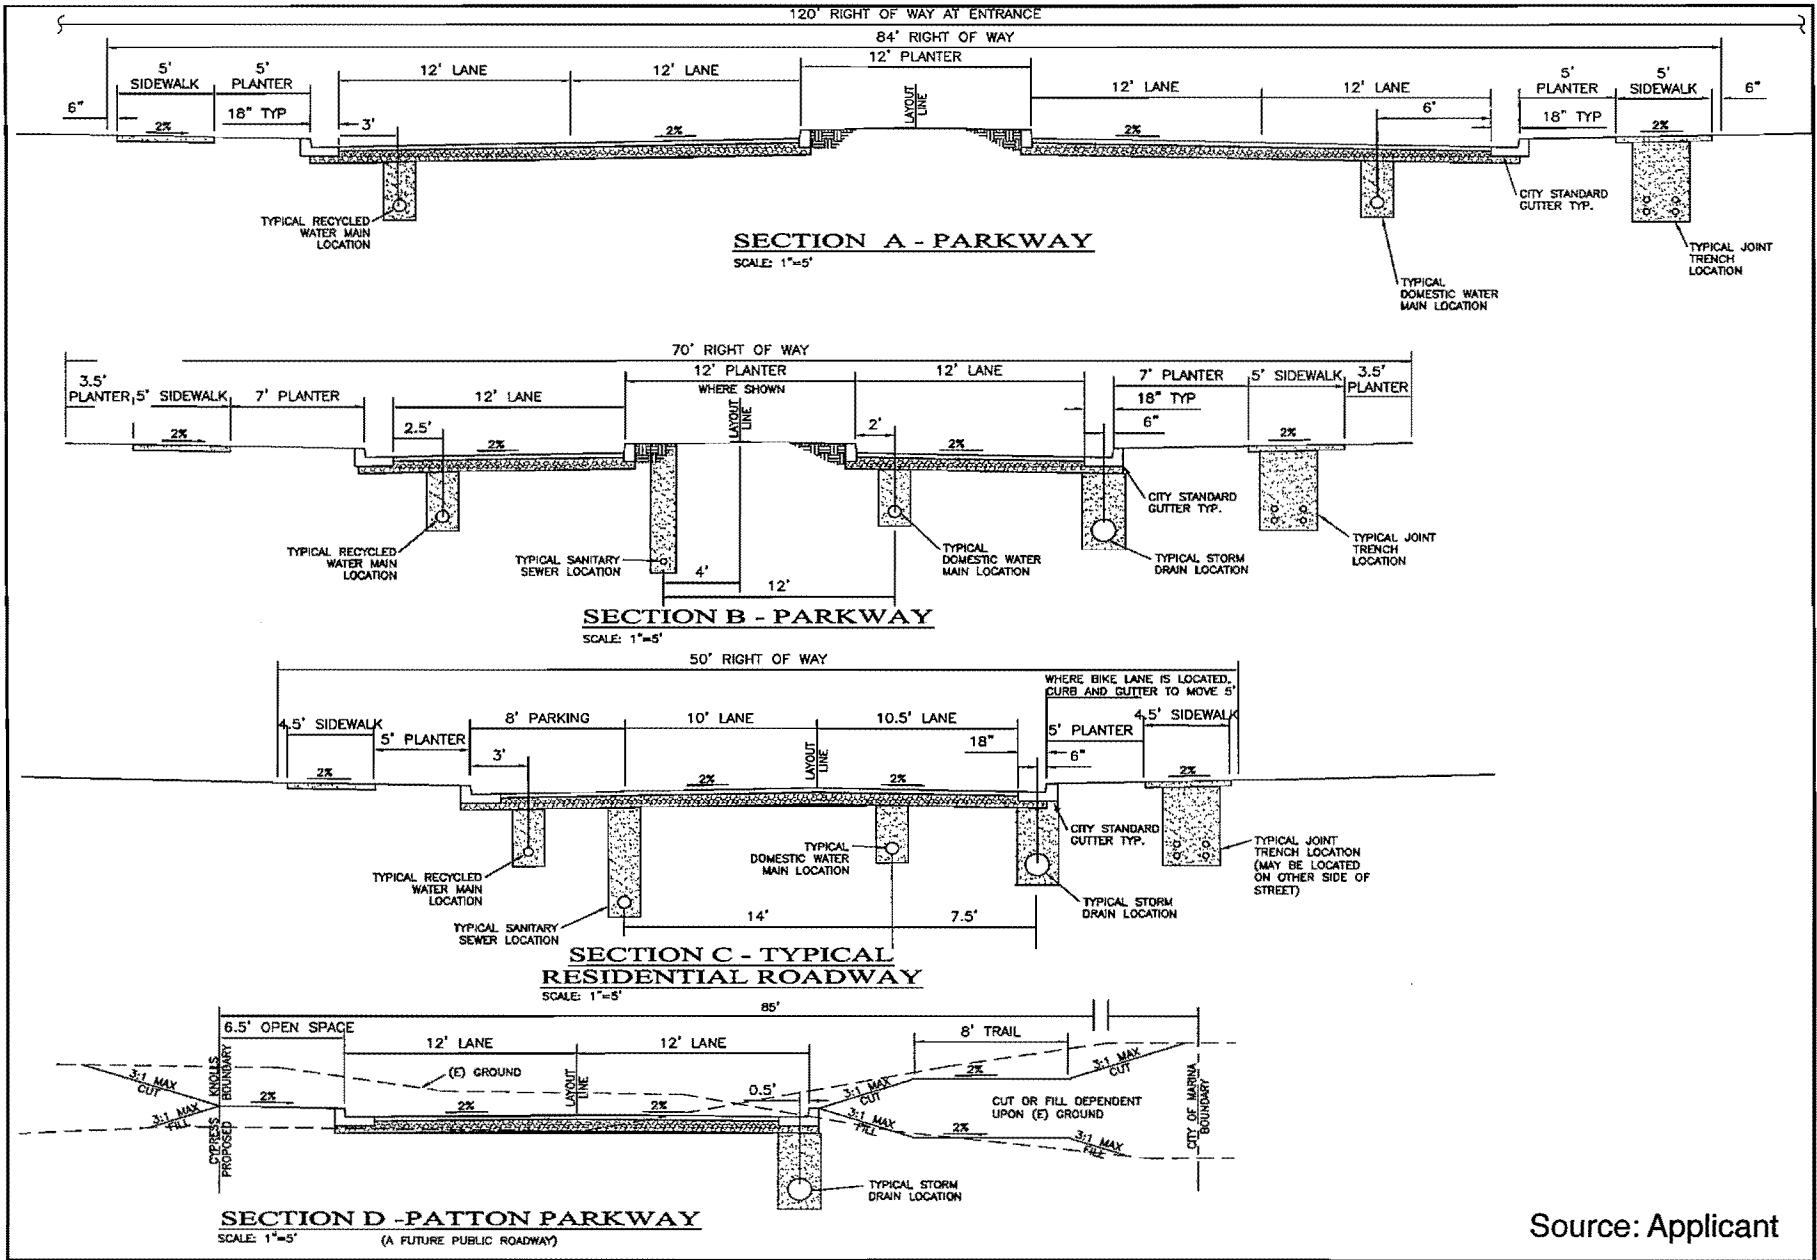 120' RIGHT OF WAY AT ENTRANCE
84' RIGHT OF WAY
12' PLANTER
5'
SIDEWALK
5'
PLANTER
12' LANE
12' LANE
LAYOUT
LINE
12' LANE
12' LANE
5'
PLANTER
5'
SIDEWALK
6"
18" TYP
3'
6'
18" TYP
6"
2%
2%
2%
2%
TYPICAL RECYCLED
WATER MAIN
LOCATION
CITY STANDARD
GUTTER TYP.
TYPICAL JOINT
TRENCH
LOCATION
TYPICAL
DOMESTIC WATER
MAIN LOCATION
SECTION A - PARKWAY
SCALE: 1"=5'
70' RIGHT OF WAY
3.5'
PLANTER
5' SIDEWALK
7' PLANTER
12' LANE
12' PLANTER
WHERE SHOWN
LAYOUT
LINE
12' LANE
7' PLANTER
5' SIDEWALK
3.5'
PLANTER
18" TYP
6"
2.5'
2'
2%
2%
2%
2%
TYPICAL RECYCLED
WATER MAIN
LOCATION
TYPICAL SANITARY
SEWER LOCATION
4'
12'
TYPICAL
DOMESTIC WATER
MAIN LOCATION
CITY STANDARD
GUTTER TYP.
TYPICAL STORM
DRAIN LOCATION
TYPICAL JOINT
TRENCH
LOCATION
SECTION B - PARKWAY
SCALE: 1"=5'
50' RIGHT OF WAY
WHERE BIKE LANE IS LOCATED,
CURB AND GUTTER TO MOVE 5'
4.5' SIDEWALK
5' PLANTER
8' PARKING
10' LANE
10.5' LANE
5' PLANTER
4.5' SIDEWALK
3'
LAYOUT
LINE
18"
6"
2%
2%
2%
2%
TYPICAL RECYCLED
WATER MAIN
LOCATION
TYPICAL SANITARY
SEWER LOCATION
TYPICAL
DOMESTIC WATER
MAIN LOCATION
CITY STANDARD
GUTTER TYP.
TYPICAL STORM
DRAIN LOCATION
TYPICAL JOINT
TRENCH LOCATION
(MAY BE LOCATED
ON OTHER SIDE OF
STREET)
14'
7.5'
SECTION C - TYPICAL
RESIDENTIAL ROADWAY
SCALE: 1"=5'
85'
6.5' OPEN SPACE
12' LANE
12' LANE
8' TRAIL
(E) GROUND
LAYOUT
LINE
0.5'
3:1 MAX
CUT
3:1 MAX
FILL
CYPRESS KNOLLS
PROPOSED BOUNDARY
2%
2%
2%
3:1 MAX
CUT
3:1 MAX
FILL
2%
2%
3:1 MAX
CUT
3:1 MAX
FILL
CUT OR FILL DEPENDENT
UPON (E) GROUND
CITY OF MARINA
BOUNDARY
TYPICAL STORM
DRAIN LOCATION
SECTION D -PATTON PARKWAY
SCALE: 1"=5'
(A FUTURE PUBLIC ROADWAY)
Source: Applicant